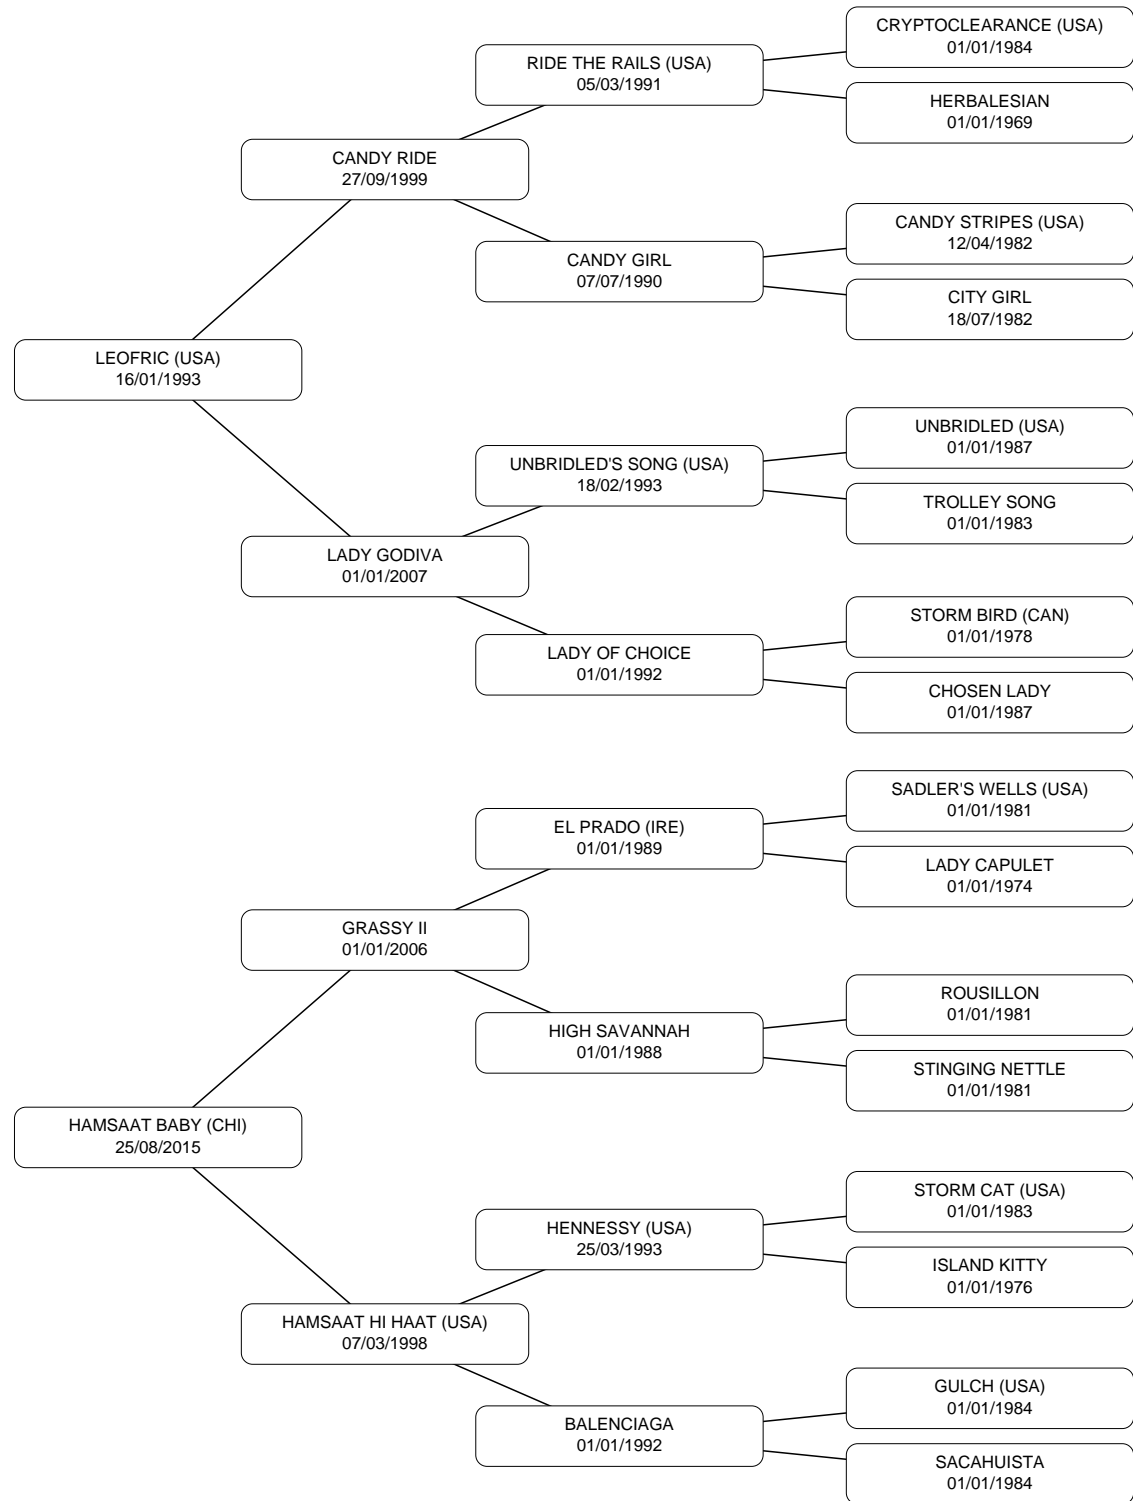 CRYPTOCLEARANCE (USA)
01/01/1984
RIDE THE RAILS (USA)
05/03/1991
HERBALESIAN
01/01/1969
CANDY RIDE
27/09/1999
CANDY STRIPES (USA)
12/04/1982
CANDY GIRL
07/07/1990
CITY GIRL
18/07/1982
LEOFRIC (USA)
16/01/1993
UNBRIDLED (USA)
01/01/1987
UNBRIDLED'S SONG (USA)
18/02/1993
TROLLEY SONG
01/01/1983
LADY GODIVA
01/01/2007
STORM BIRD (CAN)
01/01/1978
LADY OF CHOICE
01/01/1992
CHOSEN LADY
01/01/1987
SADLER'S WELLS (USA)
01/01/1981
EL PRADO (IRE)
01/01/1989
LADY CAPULET
01/01/1974
GRASSY II
01/01/2006
ROUSILLON
01/01/1981
HIGH SAVANNAH
01/01/1988
STINGING NETTLE
01/01/1981
HAMSAAT BABY (CHI)
25/08/2015
STORM CAT (USA)
01/01/1983
HENNESSY (USA)
25/03/1993
ISLAND KITTY
01/01/1976
HAMSAAT HI HAAT (USA)
07/03/1998
GULCH (USA)
01/01/1984
BALENCIAGA
01/01/1992
SACAHUISTA
01/01/1984